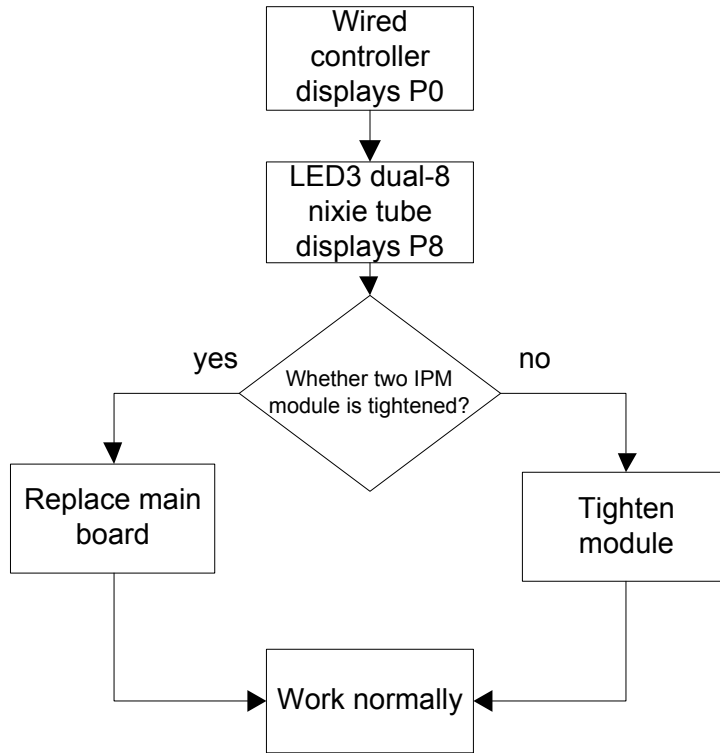 Wired
controller
displays P0
LED3 dual-8
nixie tube
displays P8
yes
no
Whether two IPM
module is tightened?
Replace main
board
Tighten
module
Work normally